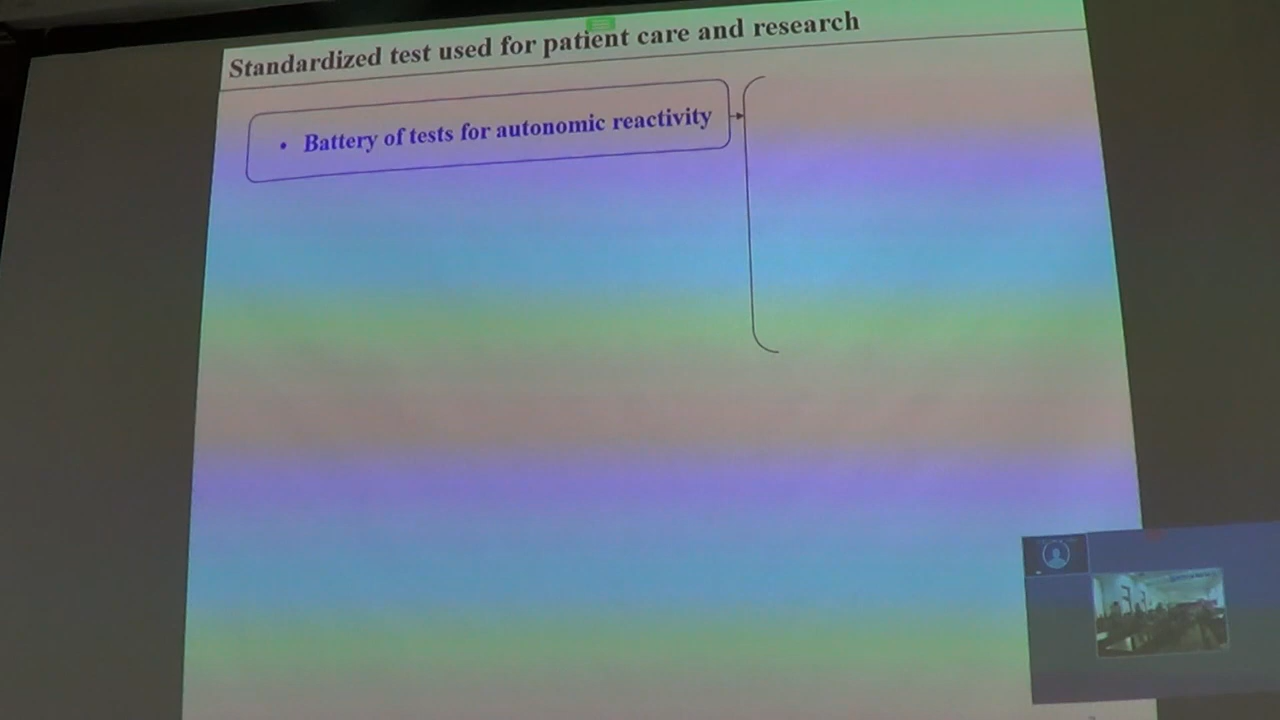 Standardized test used for patient care and research
• Battery of tests for autonomic reactivity